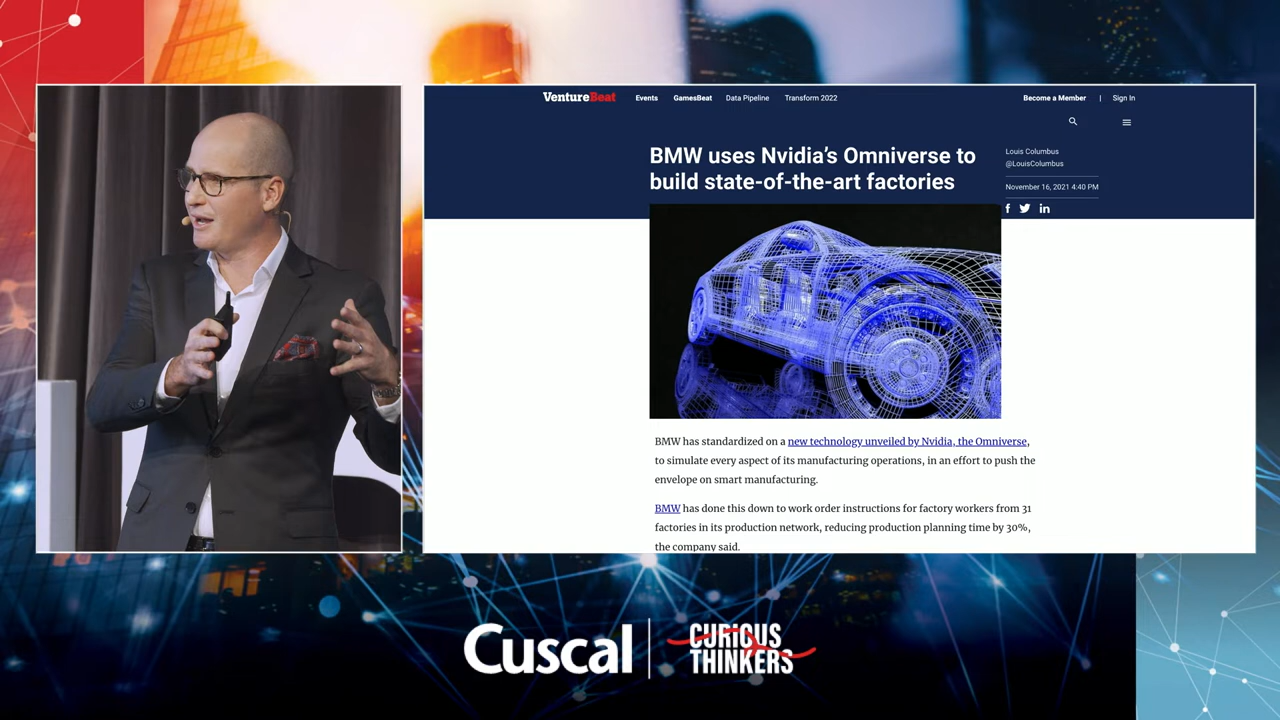 VentureBeat
Events GamesBeat Data Pipeline Transform 2022
Become a Member | Sign In
BMW uses Nvidia’s Omniverse to
build state-of-the-art factories
Louis Columbus
@LouisColumbus
November 16, 2021 4:40 PM
BMW has standardized on a new technology unveiled by Nvidia, the Omniverse,
to simulate every aspect of its manufacturing operations, in an effort to push the
envelope on smart manufacturing.
BMW has done this down to work order instructions for factory workers from 31
factories in its production network, reducing production planning time by 30%,
the company said.
Cuscal
CURIOUS
THINKERS